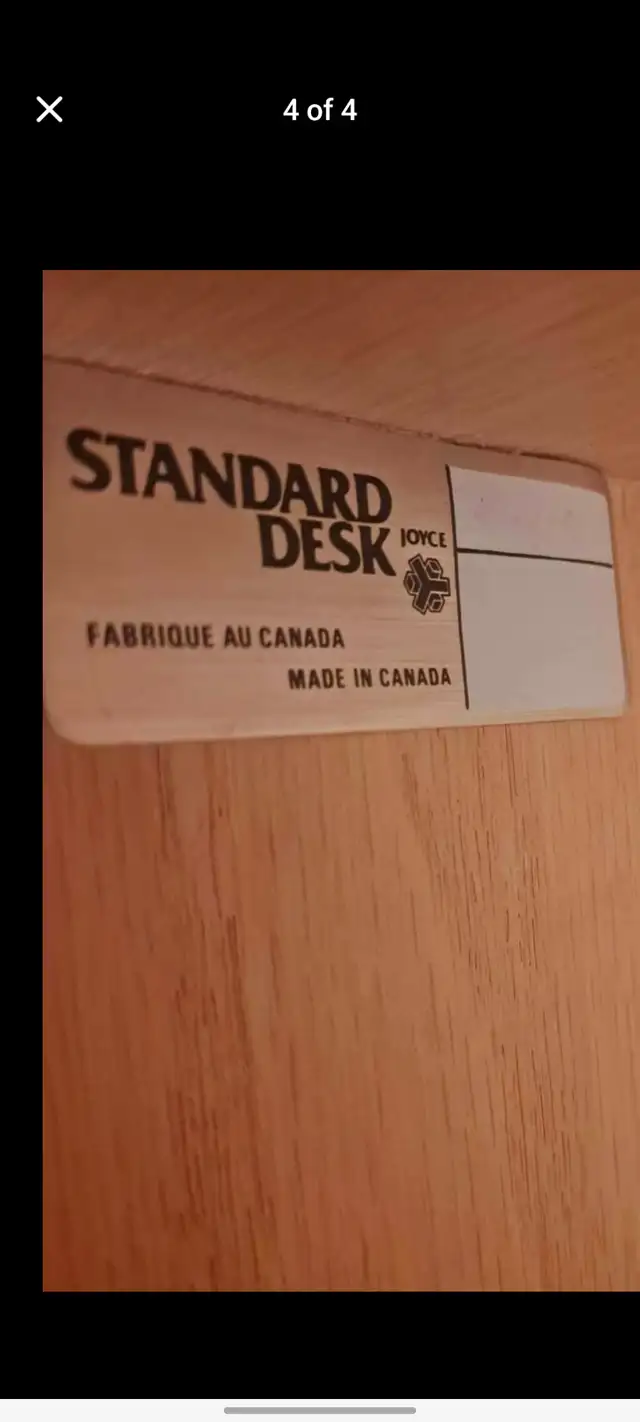 4 of 4
STANDARD
DESK JOYCE
FABRIQUE AU CANADA
MADE IN CANADA